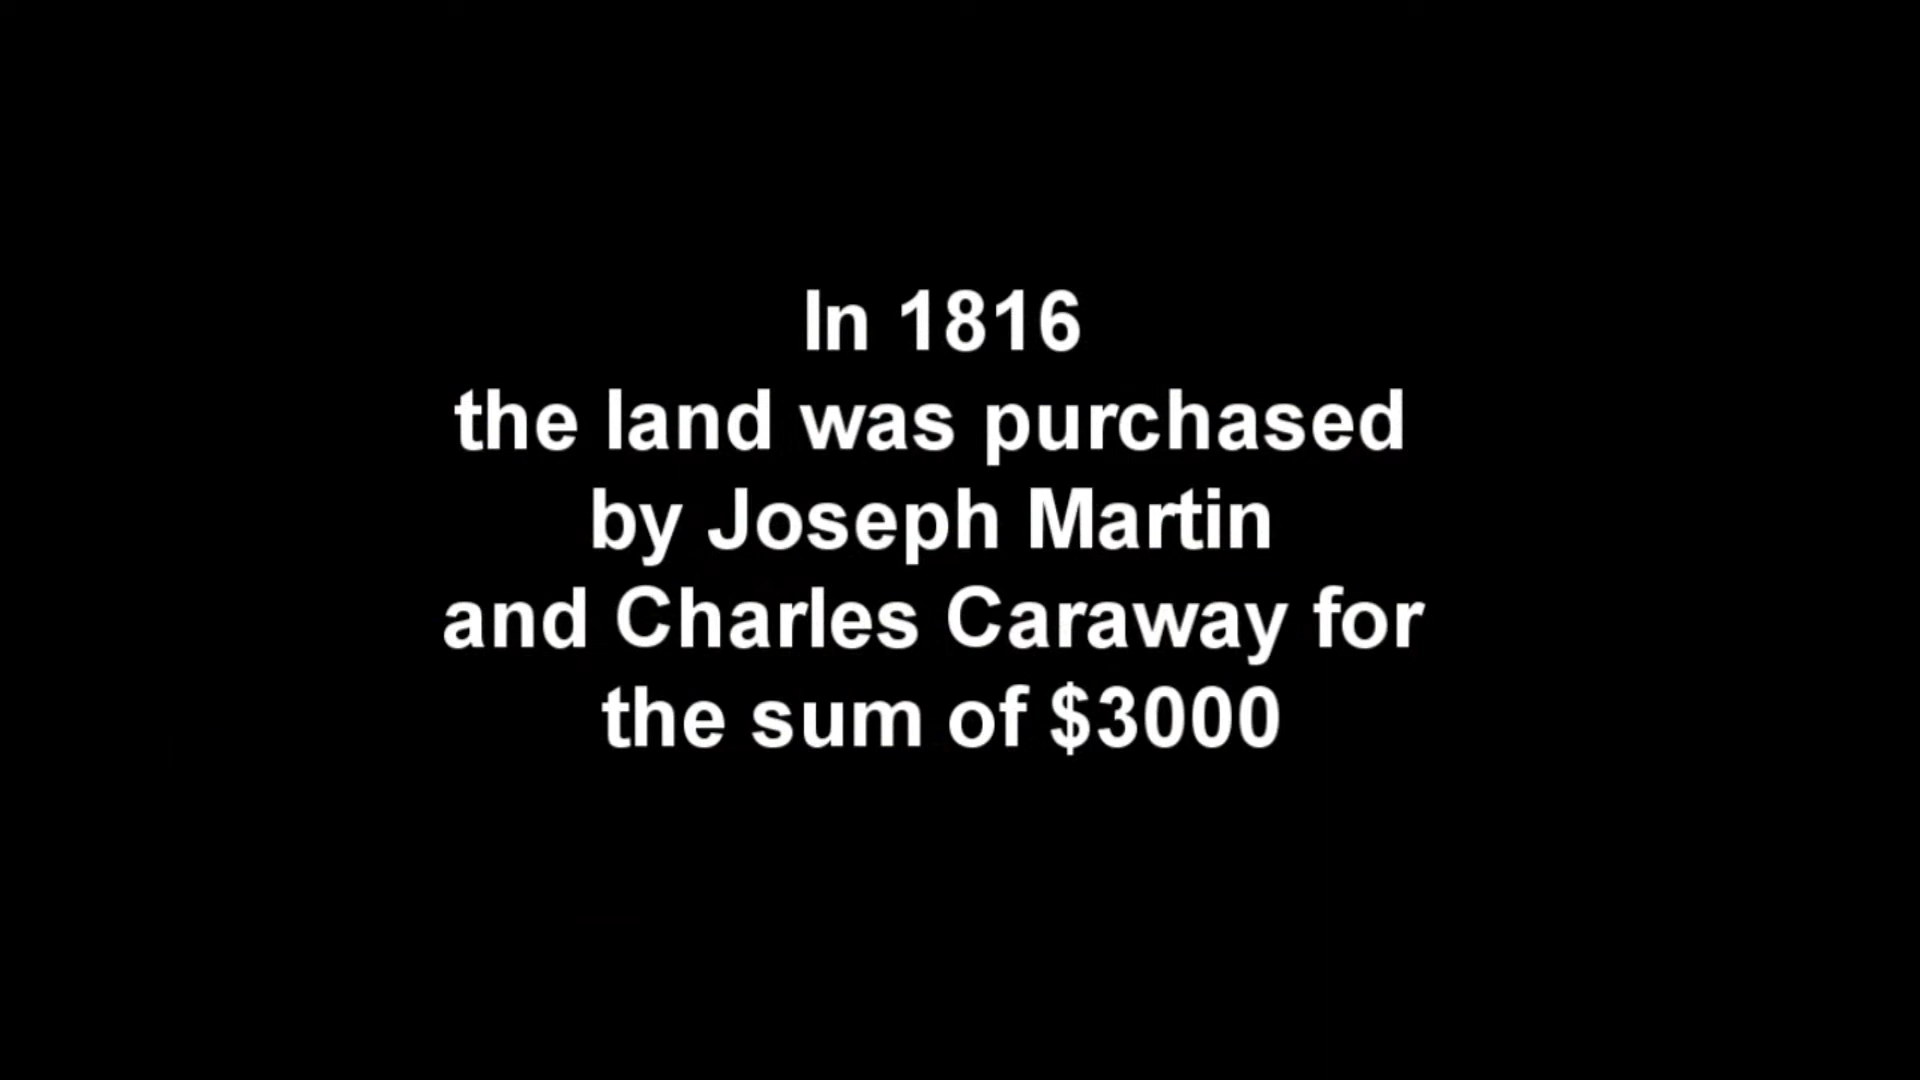 In 1816
the land was purchased
by Joseph Martin
and Charles Caraway for
the sum of $3000